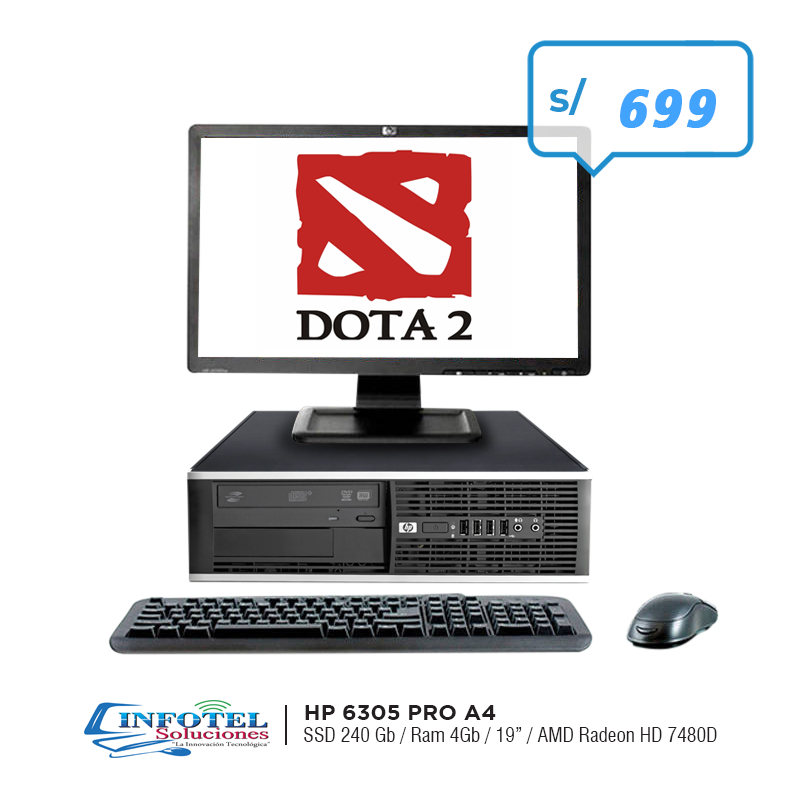 s/ 699
DOTA 2
INFOTEL
Soluciones
"La Innovación Tecnológica"
HP 6305 PRO A4
SSD 240 Gb / Ram 4Gb / 19” / AMD Radeon HD 7480D